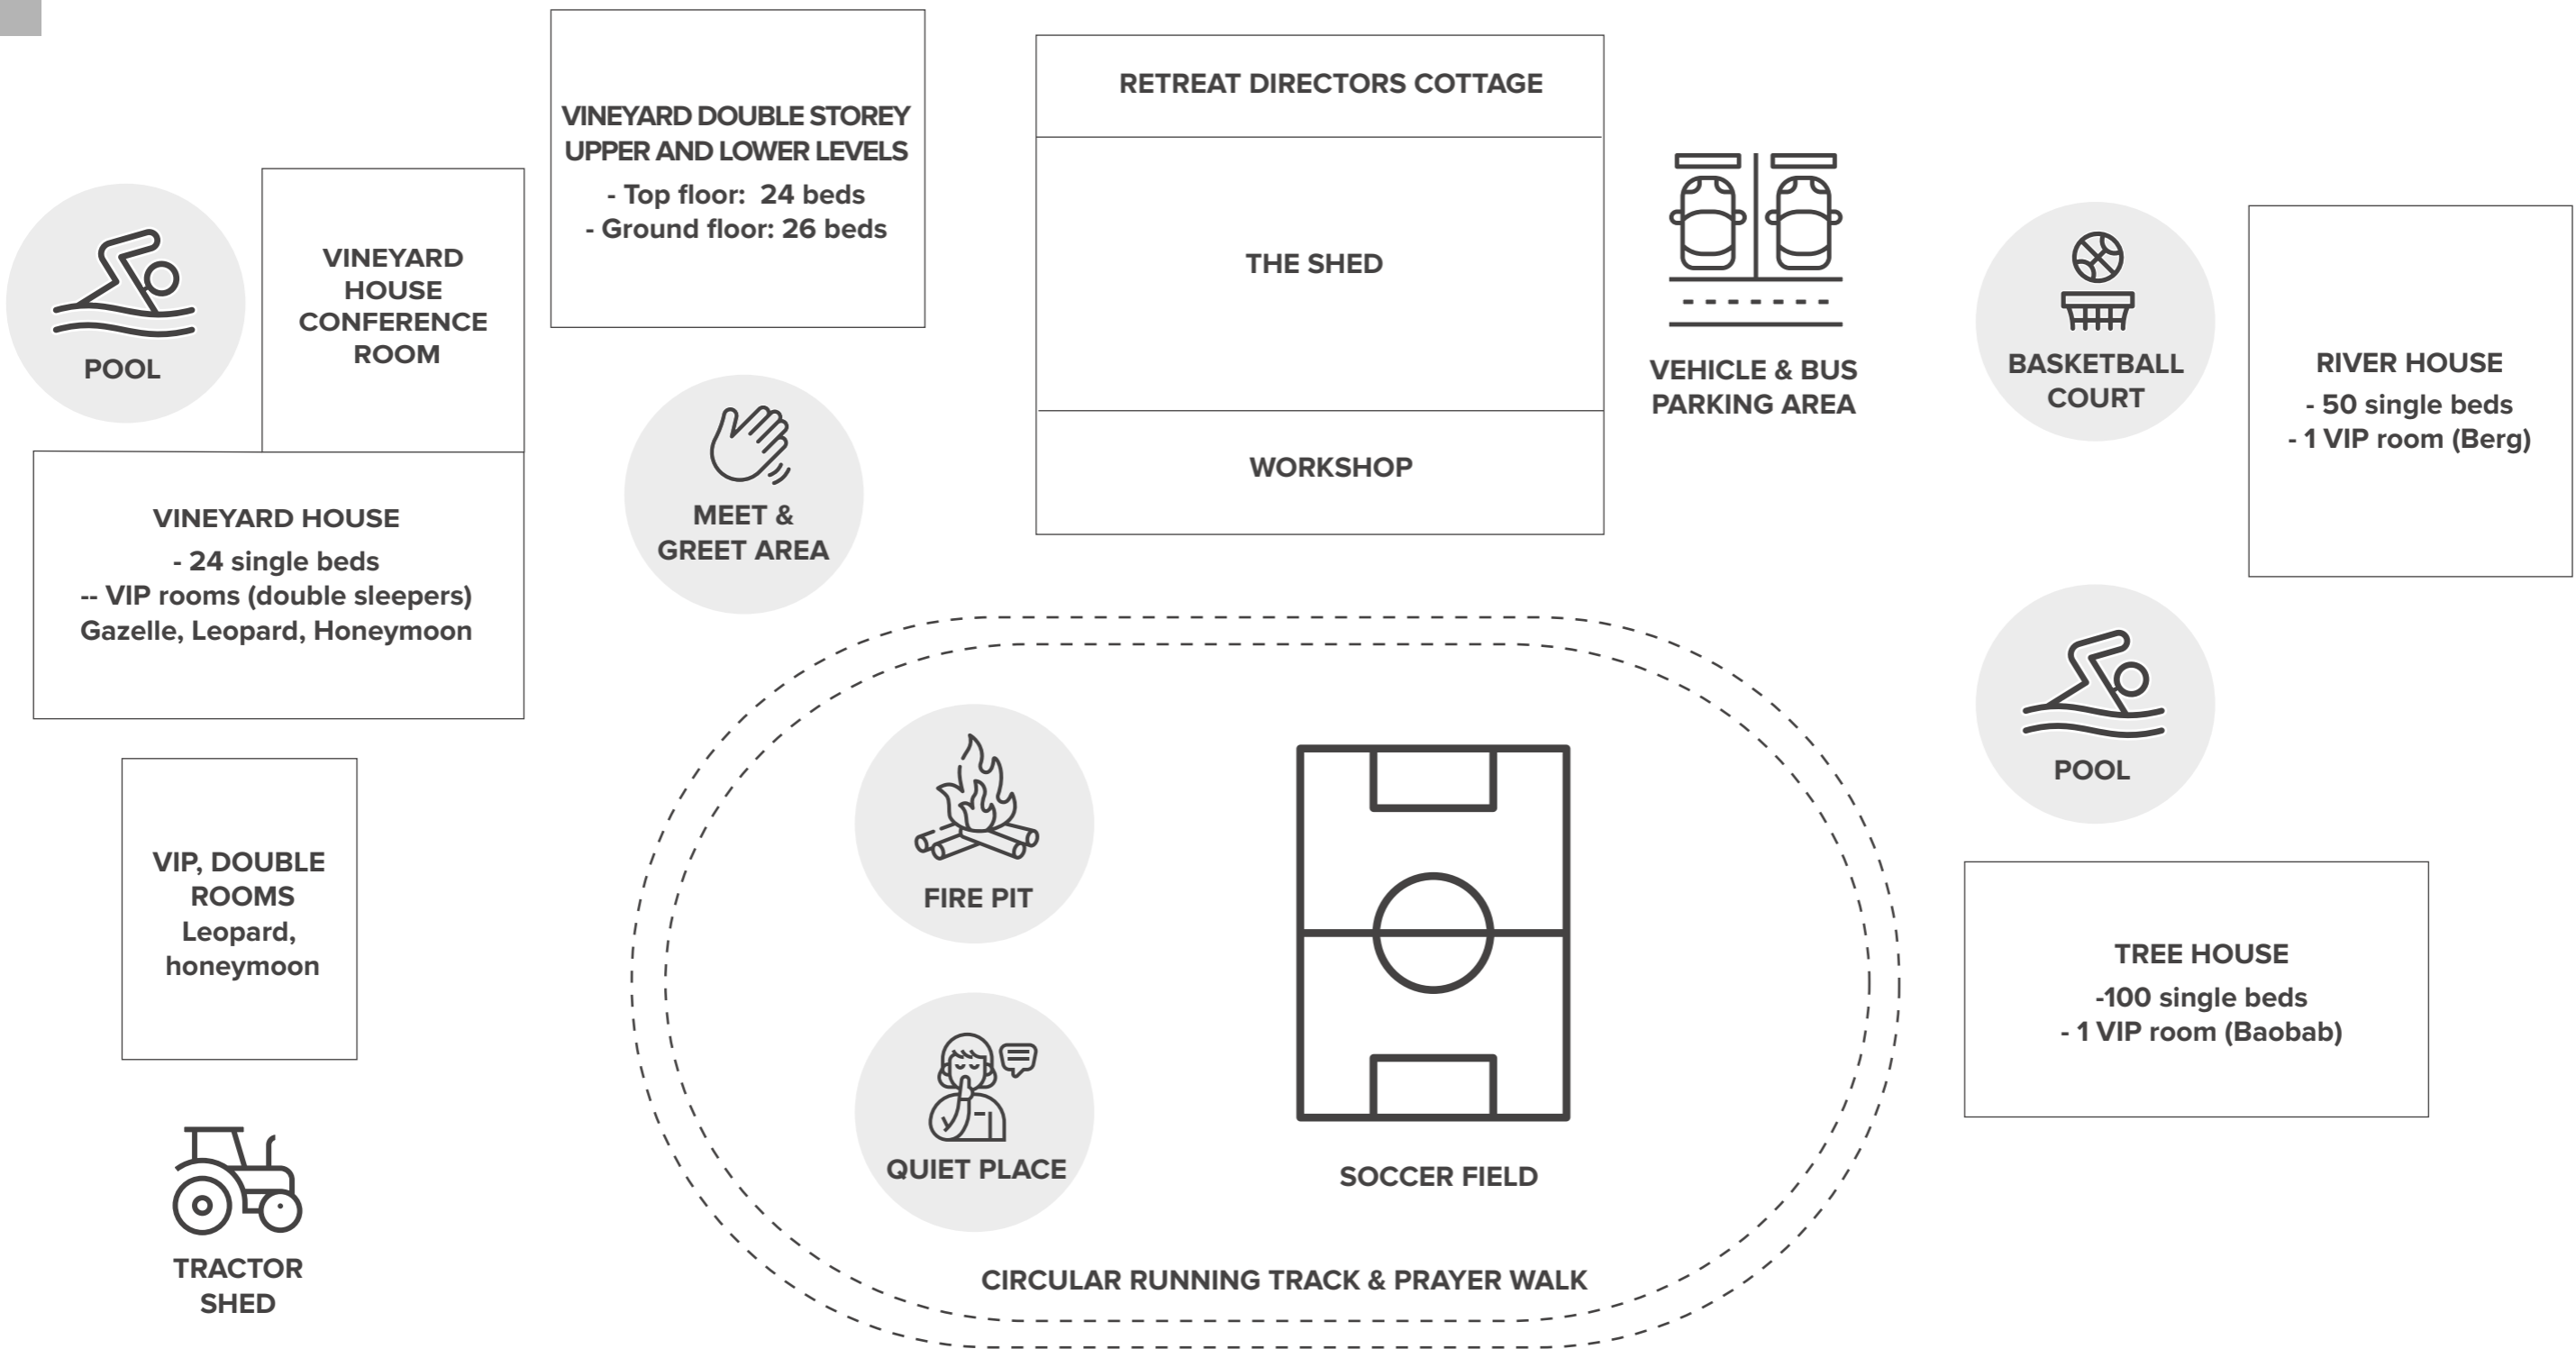 VINEYARD DOUBLE STOREY
UPPER AND LOWER LEVELS
- Top floor: 24 beds
- Ground floor: 26 beds
RETREAT DIRECTORS COTTAGE
THE SHED
WORKSHOP
VEHICLE & BUS
PARKING AREA
BASKETBALL
COURT
RIVER HOUSE
- 50 single beds
- 1 VIP room (Berg)
POOL
VINEYARD
HOUSE
CONFERENCE
ROOM
MEET &
GREET AREA
VINEYARD HOUSE
- 24 single beds
-- VIP rooms (double sleepers)
Gazelle, Leopard, Honeymoon
VIP, DOUBLE
ROOMS
Leopard,
honeymoon
TRACTOR
SHED
FIRE PIT
QUIET PLACE
SOCCER FIELD
CIRCULAR RUNNING TRACK & PRAYER WALK
POOL
TREE HOUSE
-100 single beds
- 1 VIP room (Baobab)